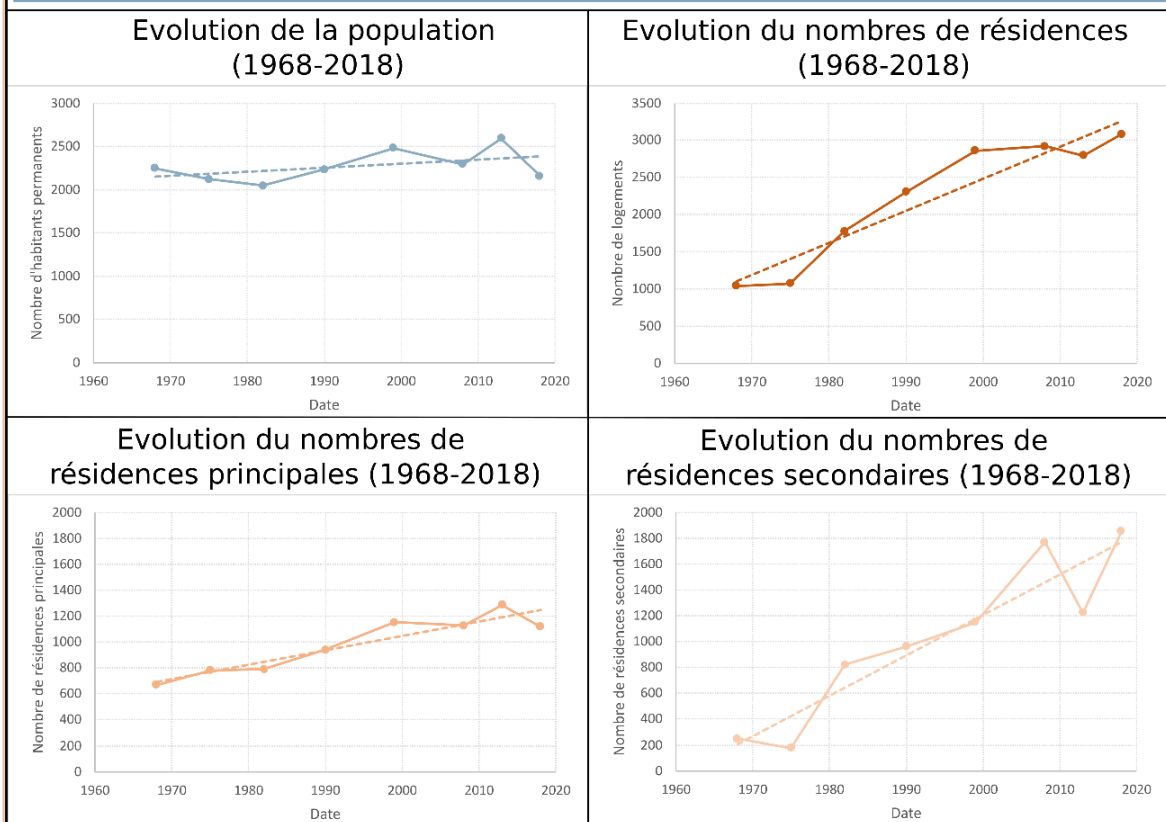 Evolution de la population
(1968-2018)
3000
2500
2000
1500
1000
500
0
1960 1970 1980 1990 2000 2010 2020
Nombre d'habitants permanents
Date
Evolution du nombres de résidences
(1968-2018)
3500
3000
2500
2000
1500
1000
500
0
1960 1970 1980 1990 2000 2010 2020
Nombre de logements
Date
Evolution du nombres de
résidences principales (1968-2018)
2000
1800
1600
1400
1200
1000
800
600
400
200
0
1960 1970 1980 1990 2000 2010 2020
Nombre de résidences principales
Date
Evolution du nombres de
résidences secondaires (1968-2018)
2000
1800
1600
1400
1200
1000
800
600
400
200
0
1960 1970 1980 1990 2000 2010 2020
Nombre de résidences secondaires
Date